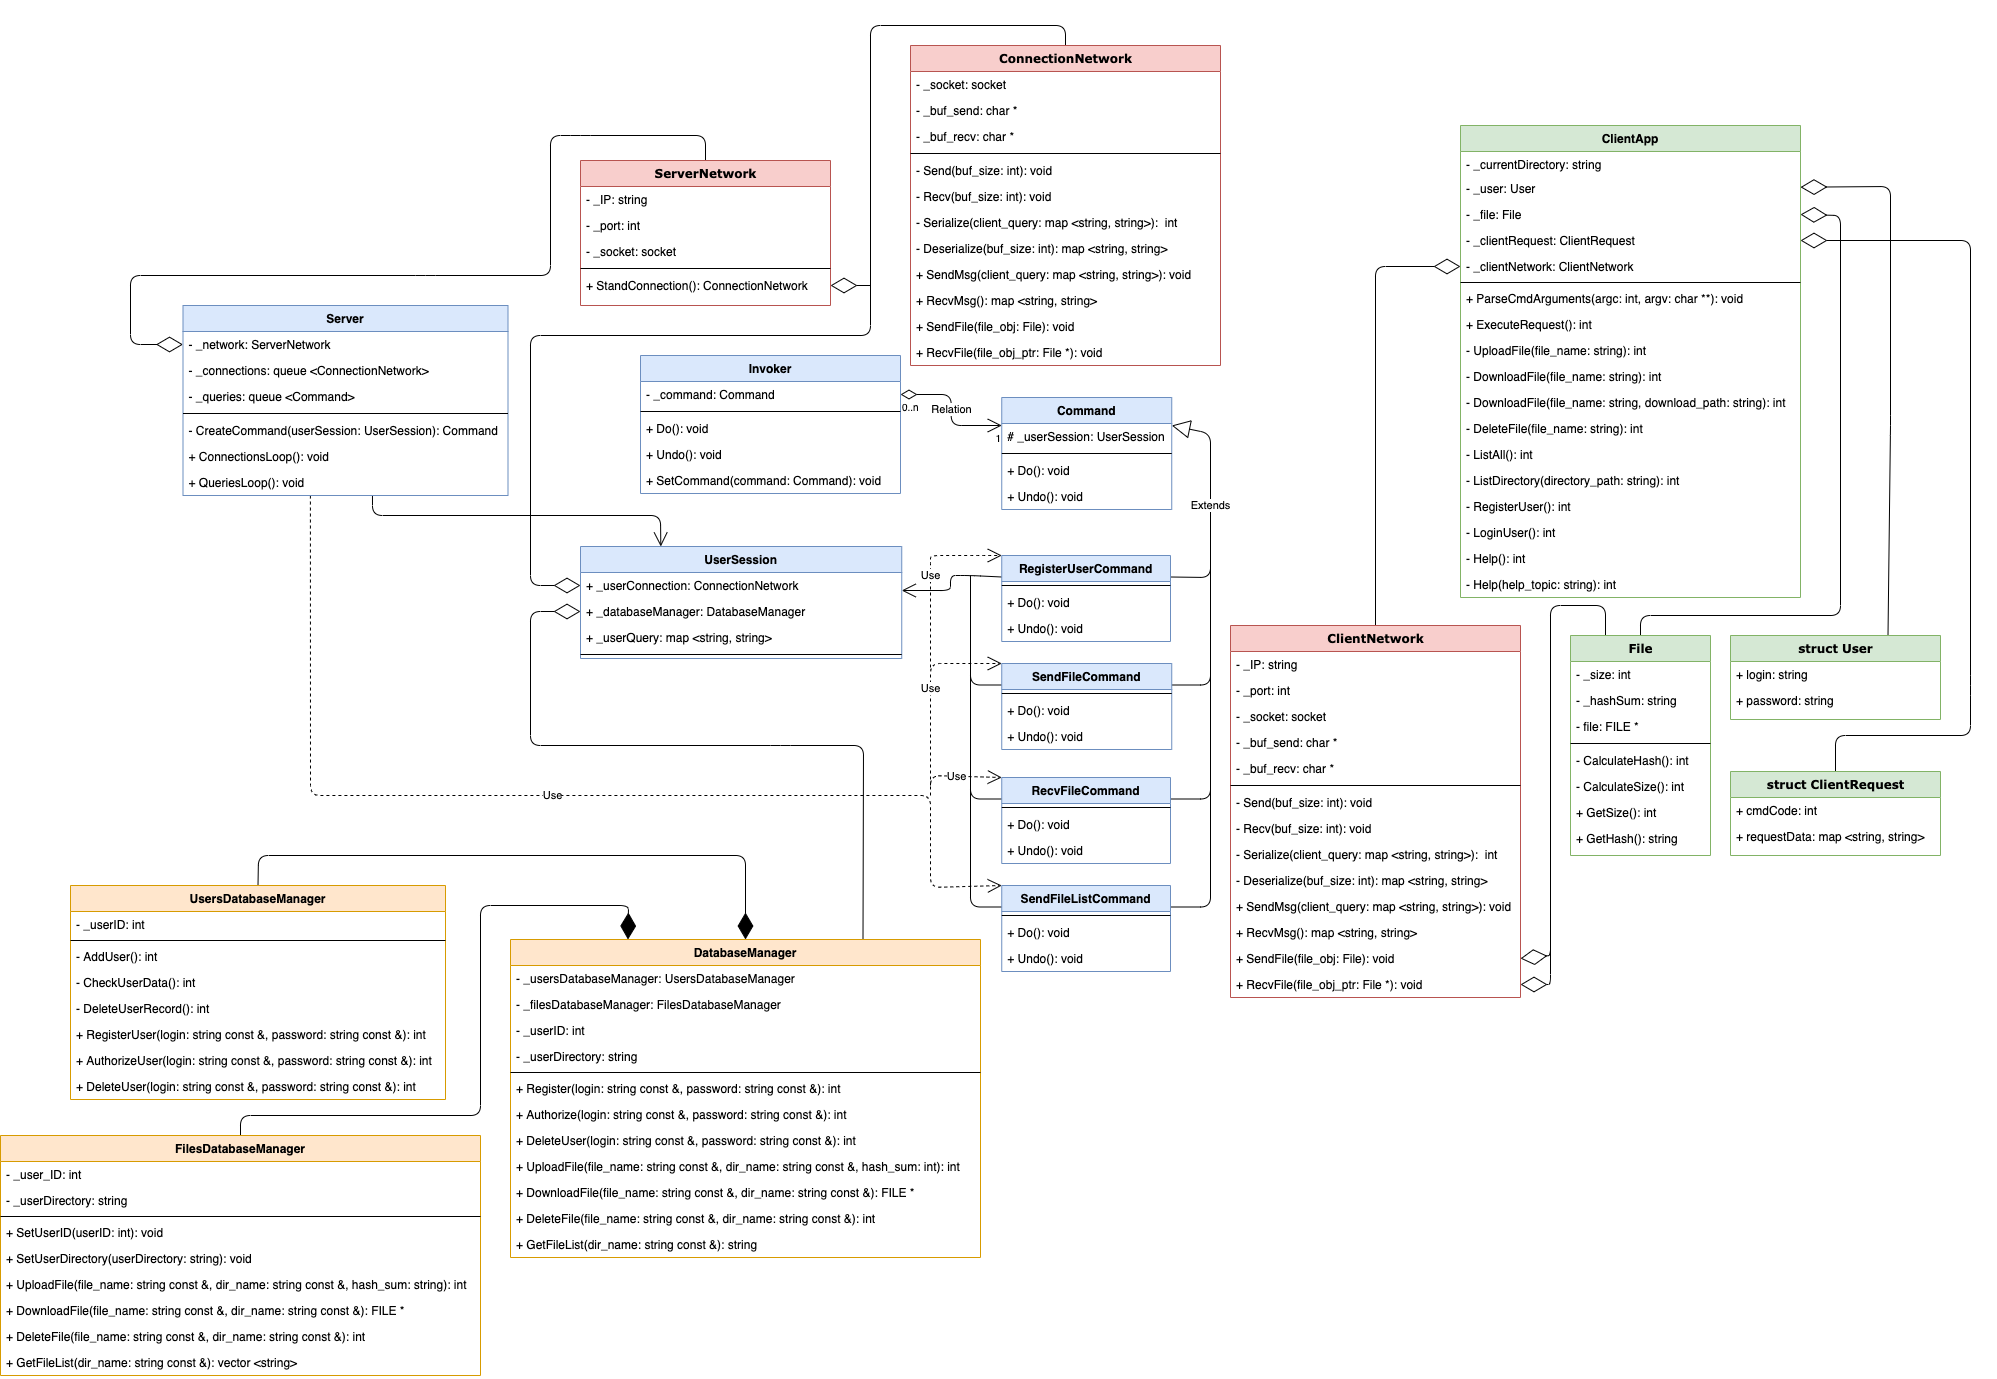 ConnectionNetwork
- _socket: socket
- _buf_send: char *
- _buf_recv: char *
- Send(buf_size: int): void
- Recv(buf_size: int): void
- Serialize(client_query: map <string, string>):  int
- Deserialize(buf_size: int): map <string, string>
+ SendMsg(client_query: map <string, string>): void
+ RecvMsg(): map <string, string>
+ SendFile(file_obj: File): void
+ RecvFile(file_obj_ptr: File *): void
ServerNetwork
- _IP: string
- _port: int
- _socket: socket
+ StandConnection(): ConnectionNetwork
ClientApp
- _currentDirectory: string
- _user: User
- _file: File
- _clientRequest: ClientRequest
- _clientNetwork: ClientNetwork
+ ParseCmdArguments(argc: int, argv: char **): void
+ ExecuteRequest(): int
- UploadFile(file_name: string): int
- DownloadFile(file_name: string): int
- DownloadFile(file_name: string, download_path: string): int
- DeleteFile(file_name: string): int
- ListAll(): int
- ListDirectory(directory_path: string): int
- RegisterUser(): int
- LoginUser(): int
- Help(): int
- Help(help_topic: string): int
Server
- _network: ServerNetwork
- _connections: queue <ConnectionNetwork>
- _queries: queue <Command>
- CreateCommand(userSession: UserSession): Command
+ ConnectionsLoop(): void
+ QueriesLoop(): void
Invoker
- _command: Command
+ Do(): void
+ Undo(): void
+ SetCommand(command: Command): void
0..n
Relation
1
Command
# _userSession: UserSession
+ Do(): void
+ Undo(): void
Extends
UserSession
+ _userConnection: ConnectionNetwork
+ _databaseManager: DatabaseManager
+ _userQuery: map <string, string>
Use
RegisterUserCommand
+ Do(): void
+ Undo(): void
Use
SendFileCommand
+ Do(): void
+ Undo(): void
Use
RecvFileCommand
+ Do(): void
+ Undo(): void
Use
SendFileListCommand
+ Do(): void
+ Undo(): void
ClientNetwork
- _IP: string
- _port: int
- _socket: socket
- _buf_send: char *
- _buf_recv: char *
- Send(buf_size: int): void
- Recv(buf_size: int): void
- Serialize(client_query: map <string, string>):  int
- Deserialize(buf_size: int): map <string, string>
+ SendMsg(client_query: map <string, string>): void
+ RecvMsg(): map <string, string>
+ SendFile(file_obj: File): void
+ RecvFile(file_obj_ptr: File *): void
File
- _size: int
- _hashSum: string
- file: FILE *
- CalculateHash(): int
- CalculateSize(): int
+ GetSize(): int
+ GetHash(): string
struct User
+ login: string
+ password: string
struct ClientRequest
+ cmdCode: int
+ requestData: map <string, string>
UsersDatabaseManager
- _userID: int
- AddUser(): int
- CheckUserData(): int
- DeleteUserRecord(): int
+ RegisterUser(login: string const &, password: string const &): int
+ AuthorizeUser(login: string const &, password: string const &): int
+ DeleteUser(login: string const &, password: string const &): int
DatabaseManager
- _usersDatabaseManager: UsersDatabaseManager
- _filesDatabaseManager: FilesDatabaseManager
- _userID: int
- _userDirectory: string
+ Register(login: string const &, password: string const &): int
+ Authorize(login: string const &, password: string const &): int
+ DeleteUser(login: string const &, password: string const &): int
+ UploadFile(file_name: string const &, dir_name: string const &, hash_sum: int): int
+ DownloadFile(file_name: string const &, dir_name: string const &): FILE *
+ DeleteFile(file_name: string const &, dir_name: string const &): int
+ GetFileList(dir_name: string const &): string
FilesDatabaseManager
- _user_ID: int
- _userDirectory: string
+ SetUserID(userID: int): void
+ SetUserDirectory(userDirectory: string): void
+ UploadFile(file_name: string const &, dir_name: string const &, hash_sum: string): int
+ DownloadFile(file_name: string const &, dir_name: string const &): FILE *
+ DeleteFile(file_name: string const &, dir_name: string const &): int
+ GetFileList(dir_name: string const &): vector <string>